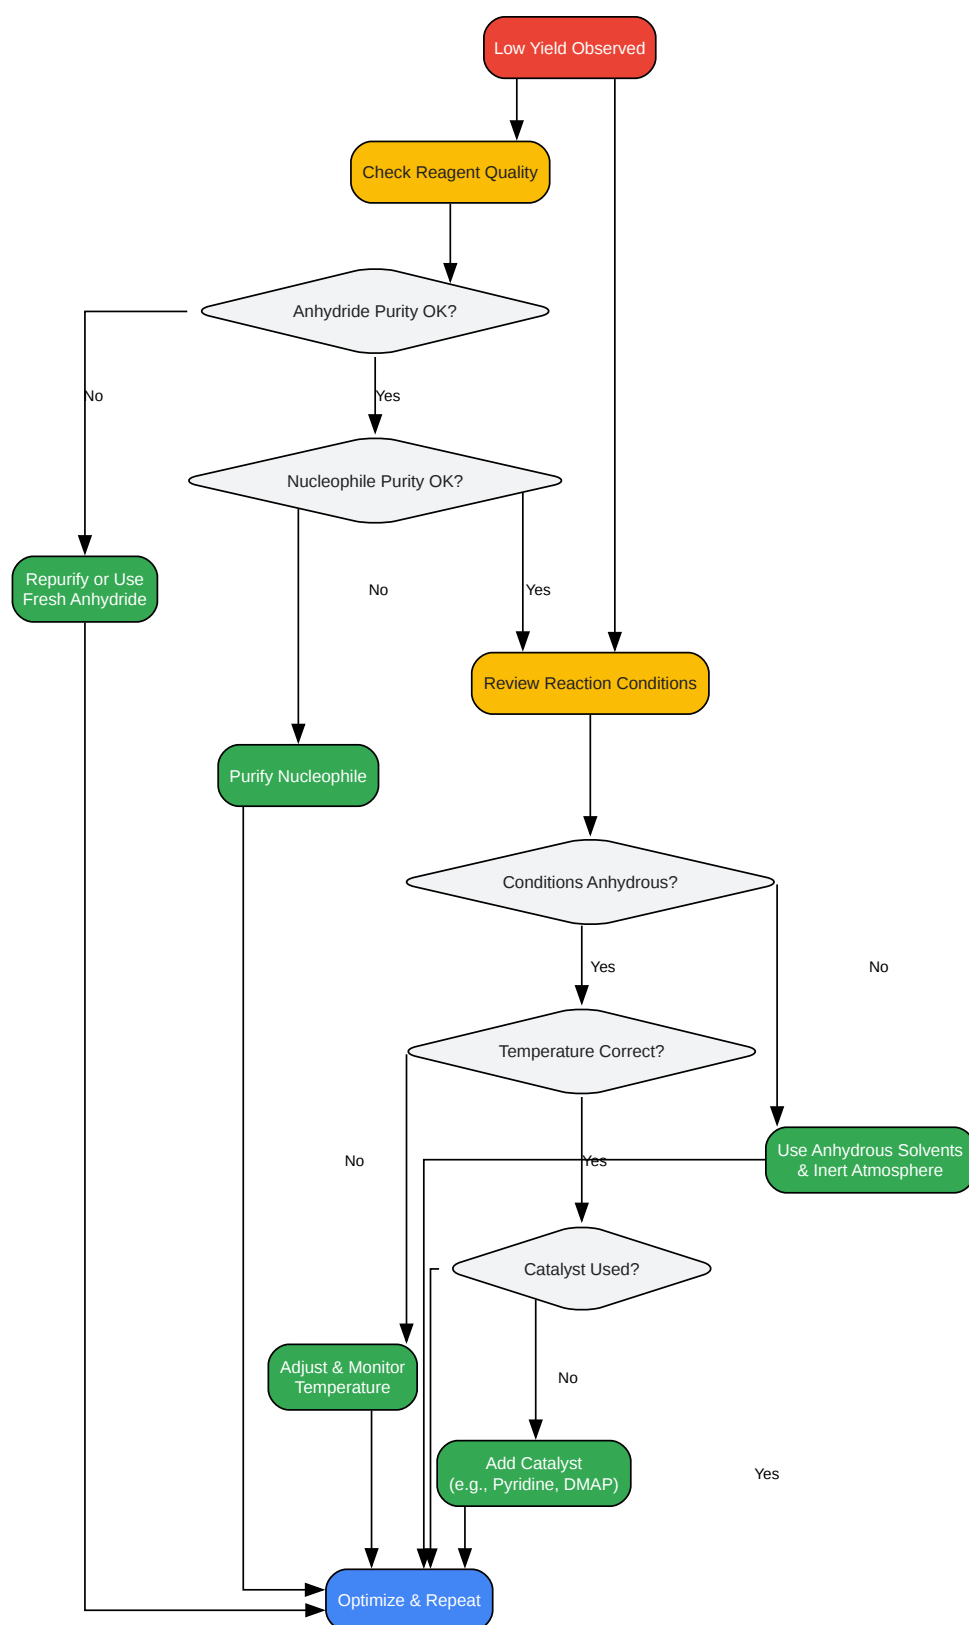 Low Yield Observed
Check Reagent Quality
Anhydride Purity OK?
No
Yes
Nucleophile Purity OK?
Repurify or Use
Fresh Anhydride
No
Yes
Review Reaction Conditions
Purify Nucleophile
Conditions Anhydrous?
Yes
No
Temperature Correct?
No
Yes
Use Anhydrous Solvents
& Inert Atmosphere
Catalyst Used?
Adjust & Monitor
Temperature
No
Add Catalyst
(e.g., Pyridine, DMAP)
Yes
Optimize & Repeat